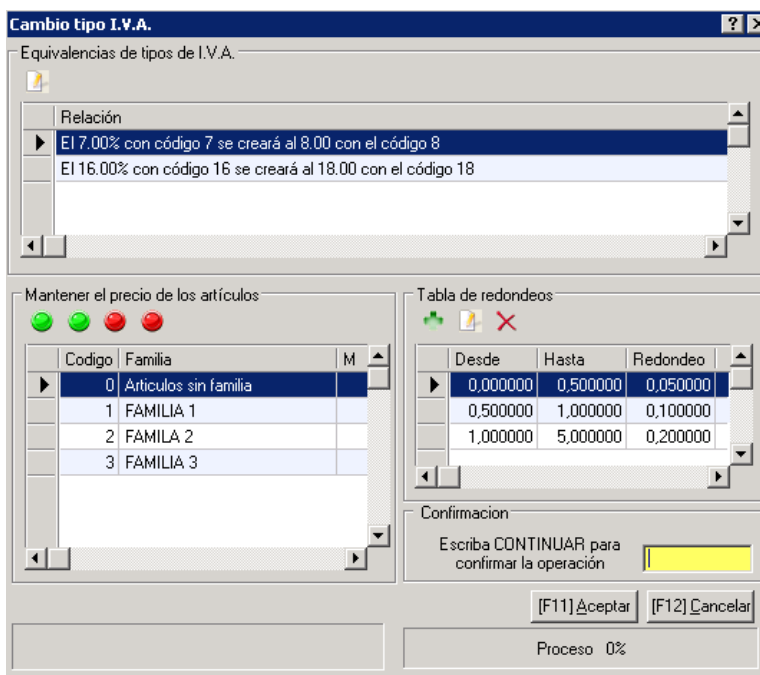 Cambio tipo I.V.A.
Equivalencias de tipos de I.V.A.
Relación
El 7.00% con código 7 se creará al 8.00 con el código 8
El 16.00% con código 16 se creará al 18.00 con el código 18
Mantener el precio de los artículos
Codigo Familia M
0 Articulos sin familia
1 FAMILIA 1
2 FAMILA 2
3 FAMILIA 3
Tabla de redondeos
Desde Hasta Redondeo
0,000000 0,500000 0,050000
0,500000 1,000000 0,100000
1,000000 5,000000 0,200000
Confirmacion
Escriba CONTINUAR para
confirmar la operación
[F11] Aceptar [F12] Cancelar
Proceso 0%